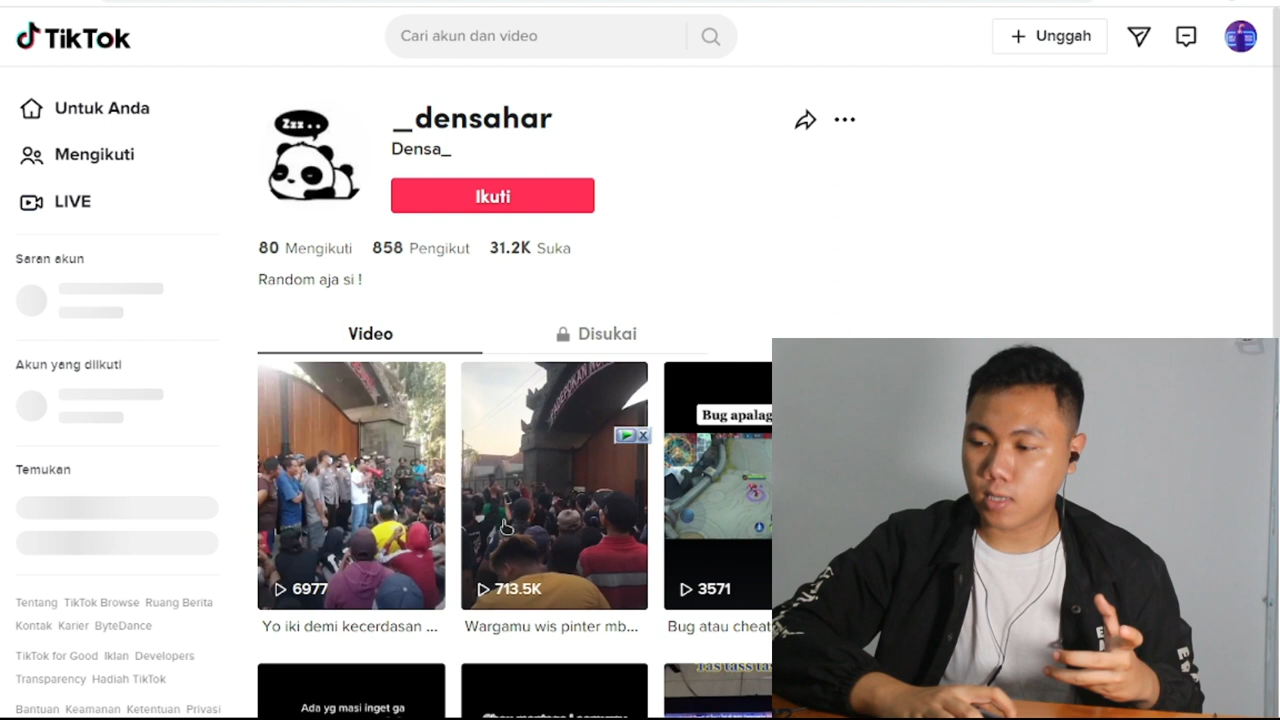 TikTok
Cari akun dan video
Unggah
Untuk Anda
Mengikuti
LIVE
Saran akun
Akun yang diikuti
Temukan
Tentang TikTok Browse Ruang Berita
Kontak Karier ByteDance
TikTok for Good Iklan Developers
Transparency Hadiah TikTok
Bantuan Keamanan Ketentuan Privasi
Zzz..
_densahar
Densa_
Ikuti
80 Mengikuti 858 Pengikut 31.2K Suka
Random aja si !
Video
Disukai
PADEPOKAN
Bug apalag
6977
713.5K
3571
Yo iki demi kecerdasan ...
Wargamu wis pinter mb...
Bug atau cheat
Ada yg masi inget ga